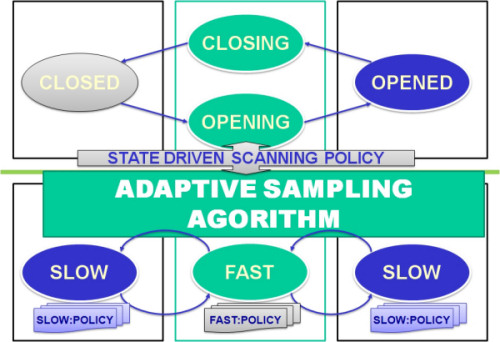 CLOSING
CLOSED
OPENED
OPENING
STATE DRIVEN SCANNING POLICY
ADAPTIVE SAMPLING
AGORITHM
SLOW
FAST
SLOW
SLOW:POLICY
FAST:POLICY
SLOW:POLICY